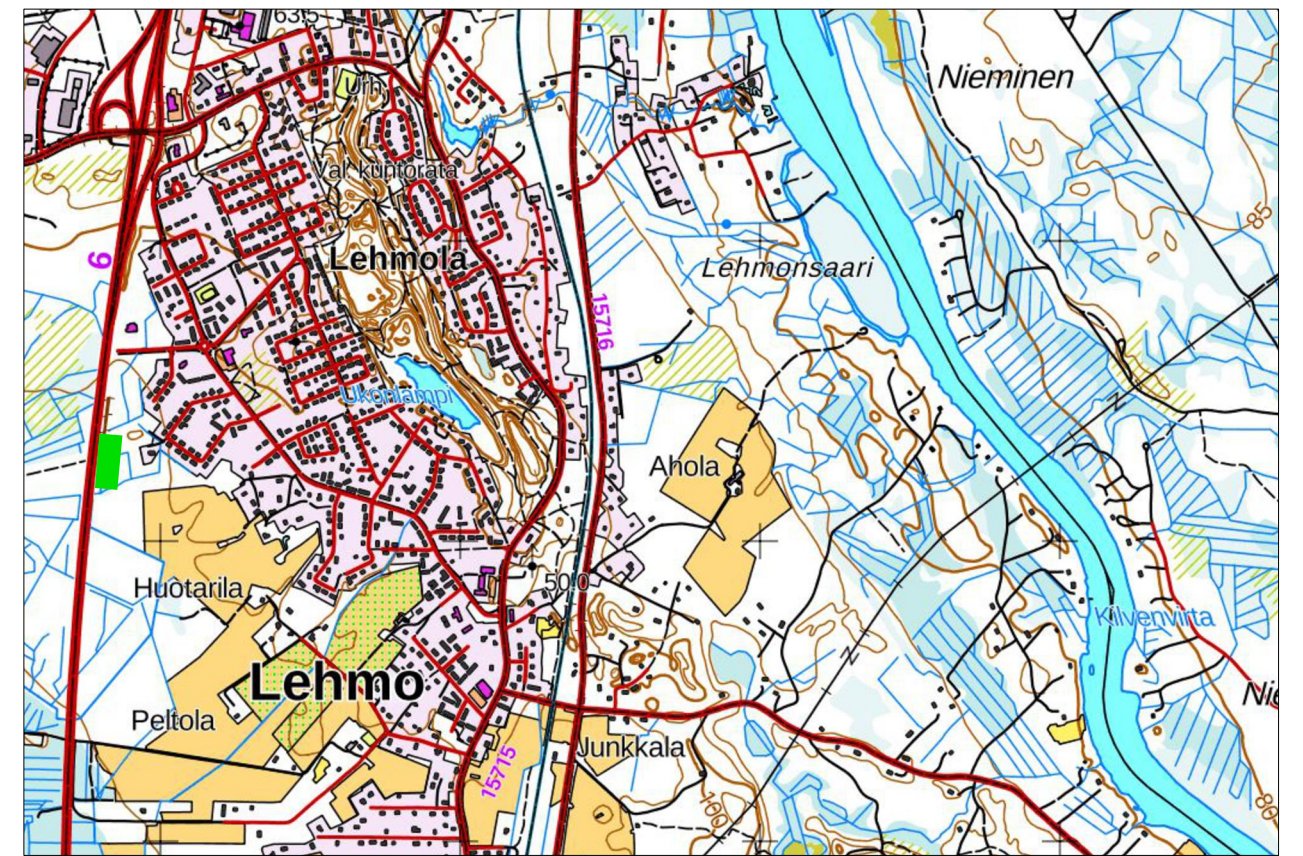 63.5
Urh.
Nieminen
Val. kuntorata
85
6
Lehmola
Lehmonsaari
15716
Ukonlampi
Z
Ahola
50.0
Huotarila
Kilvenvirta
Z
Lehmo
Peltola
Junkkala
15715
100
80